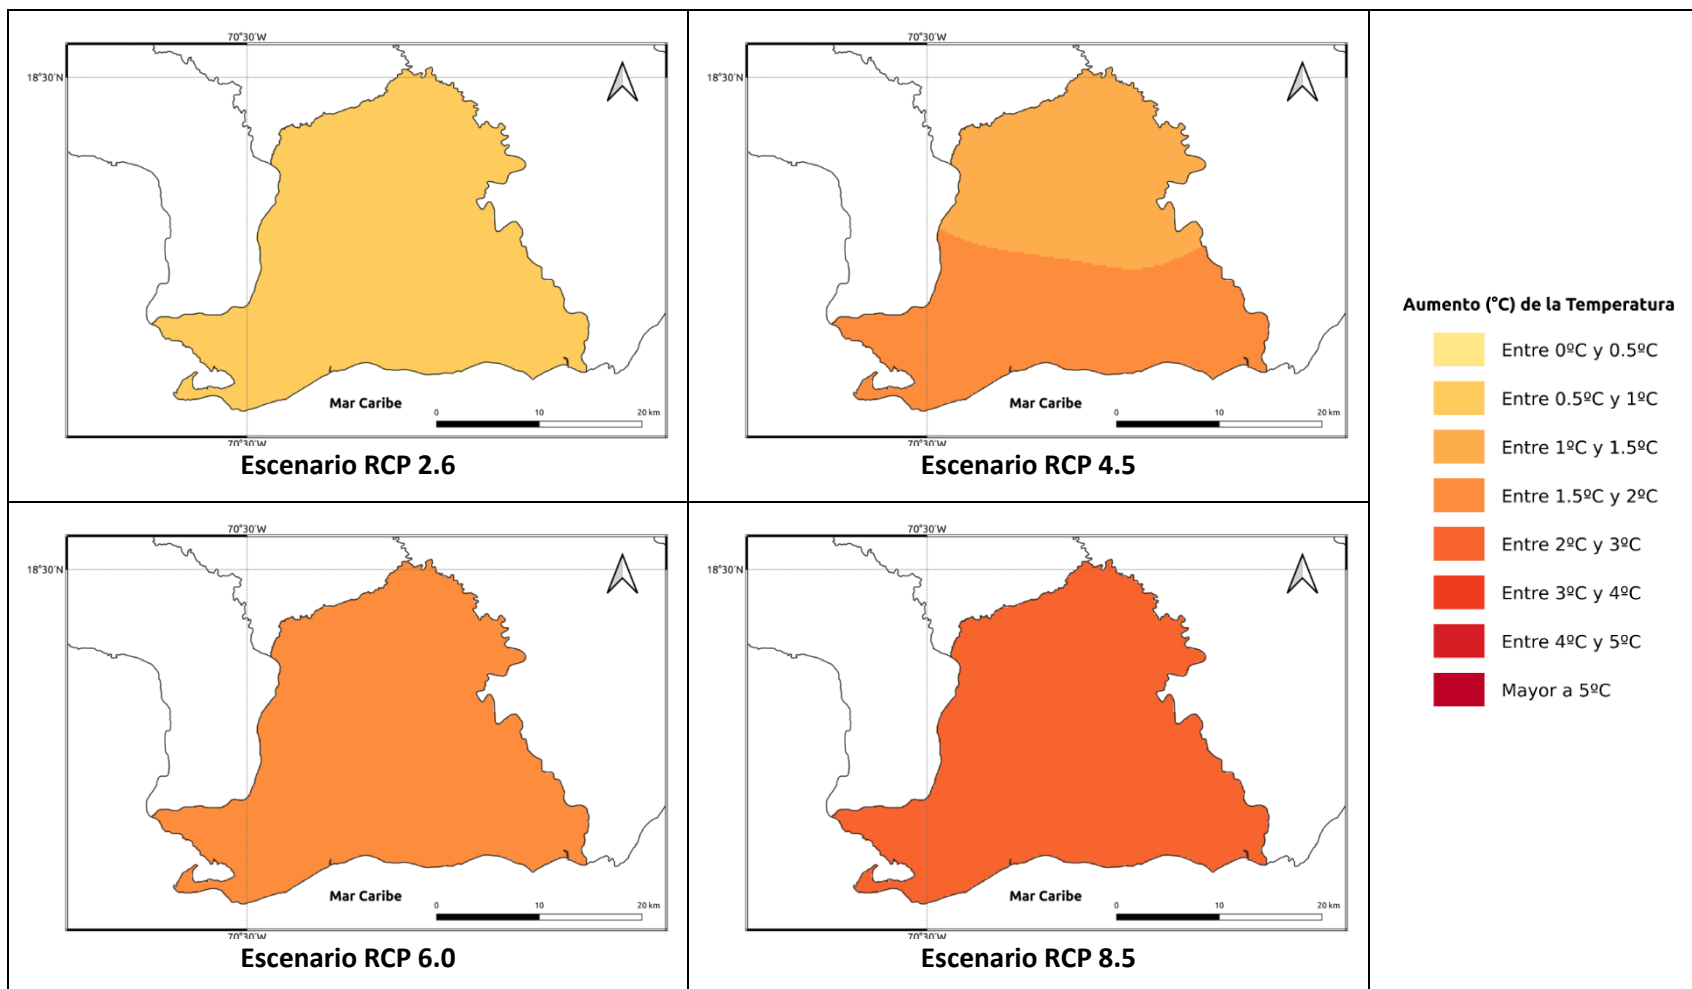 70°30'W
18°30'N
Mar Caribe
0 10 20 km
70°30'W
Escenario RCP 2.6
70°30'W
18°30'N
Mar Caribe
0 10 20 km
Escenario RCP 4.5
Aumento (°C) de la Temperatura
Entre 0ºC y 0.5ºC
Entre 0.5ºC y 1ºC
Entre 1ºC y 1.5ºC
Entre 1.5ºC y 2ºC
Entre 2ºC y 3ºC
Entre 3ºC y 4ºC
Entre 4ºC y 5ºC
Mayor a 5ºC
70°30'W
18°30'N
Mar Caribe
0 10 20 km
70°30'W
Escenario RCP 6.0
70°30'W
18°30'N
Mar Caribe
0 10 20 km
Escenario RCP 8.5